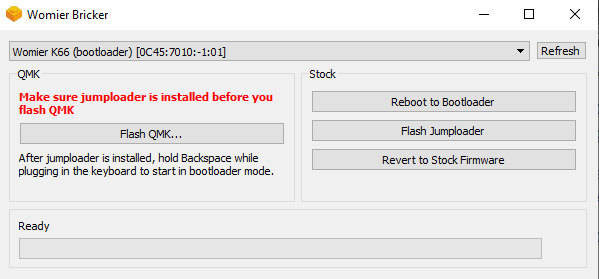 Womier Bricker
Womier K66 (bootloader) [0C45:7010:-1:01]
Refresh
QMK
Make sure jumploader is installed before you
flash QMK
Flash QMK...
After jumploader is installed, hold Backspace while
plugging in the keyboard to start in bootloader mode.
Stock
Reboot to Bootloader
Flash Jumploader
Revert to Stock Firmware
Ready